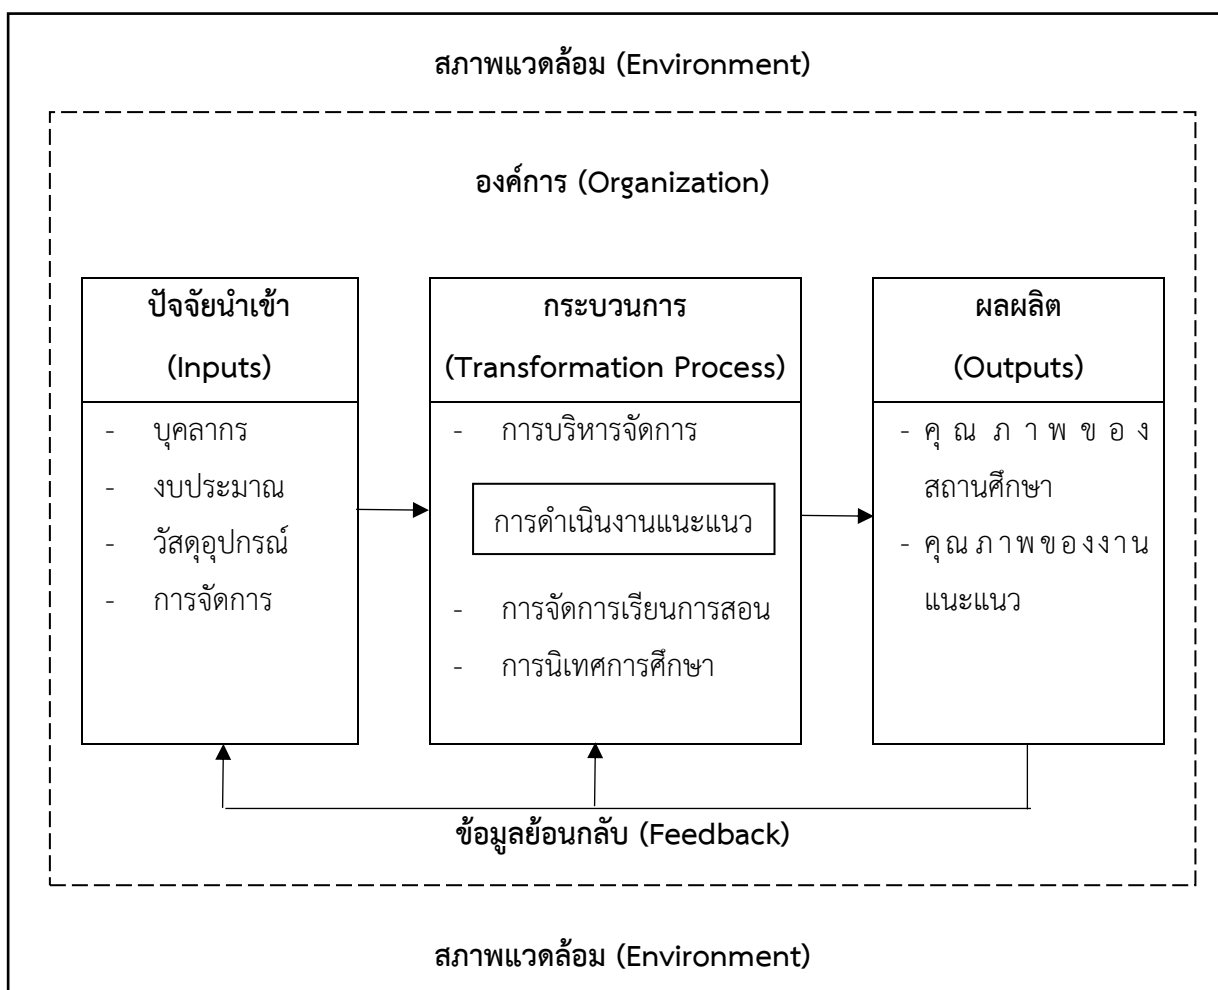 สภาพแวดล้อม (Environment)
องค์การ (Organization)
ปัจจัยนำเข้า
(Inputs)
- บุคลากร
- งบประมาณ
- วัสดุอุปกรณ์
- การจัดการ
กระบวนการ
(Transformation Process)
- การบริหารจัดการ
การดำเนินงานแนะแนว
- การจัดการเรียนการสอน
- การนิเทศการศึกษา
ผลผลิต
(Outputs)
- คุณภาพของ
สถานศึกษา
- คุณภาพของงาน
แนะแนว
ข้อมูลย้อนกลับ (Feedback)
สภาพแวดล้อม (Environment)